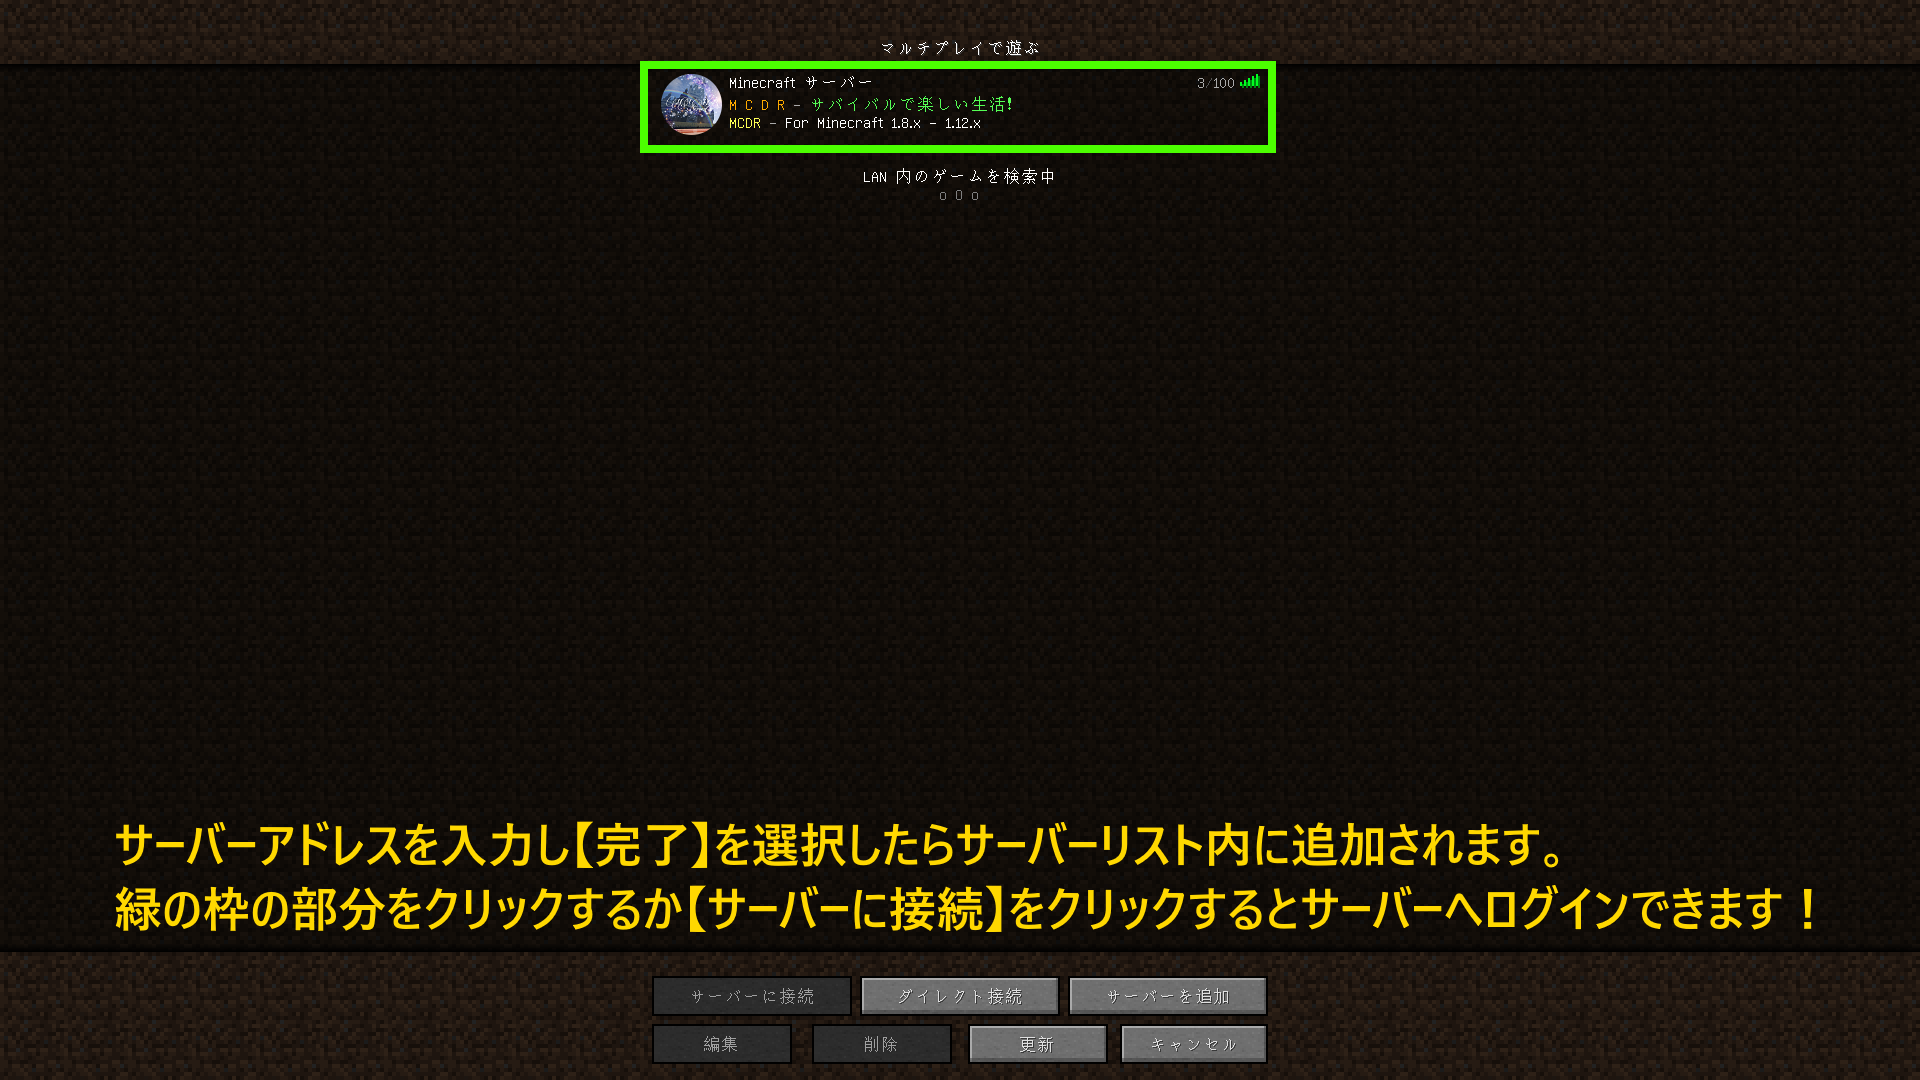 マルチプレイで遊ぶ
Minecraft サーバー
3/100
M C D R - サバイバルで楽しい生活!
MCDR - For Minecraft 1.8.x - 1.12.x
LAN 内のゲームを検索中
o O o
サーバーアドレスを入力し【完了】を選択したらサーバーリスト内に追加されます。
緑の枠の部分をクリックするか【サーバーに接続】をクリックするとサーバーへログインできます！
サーバーに接続
ダイレクト接続
サーバーを追加
編集
削除
更新
キャンセル